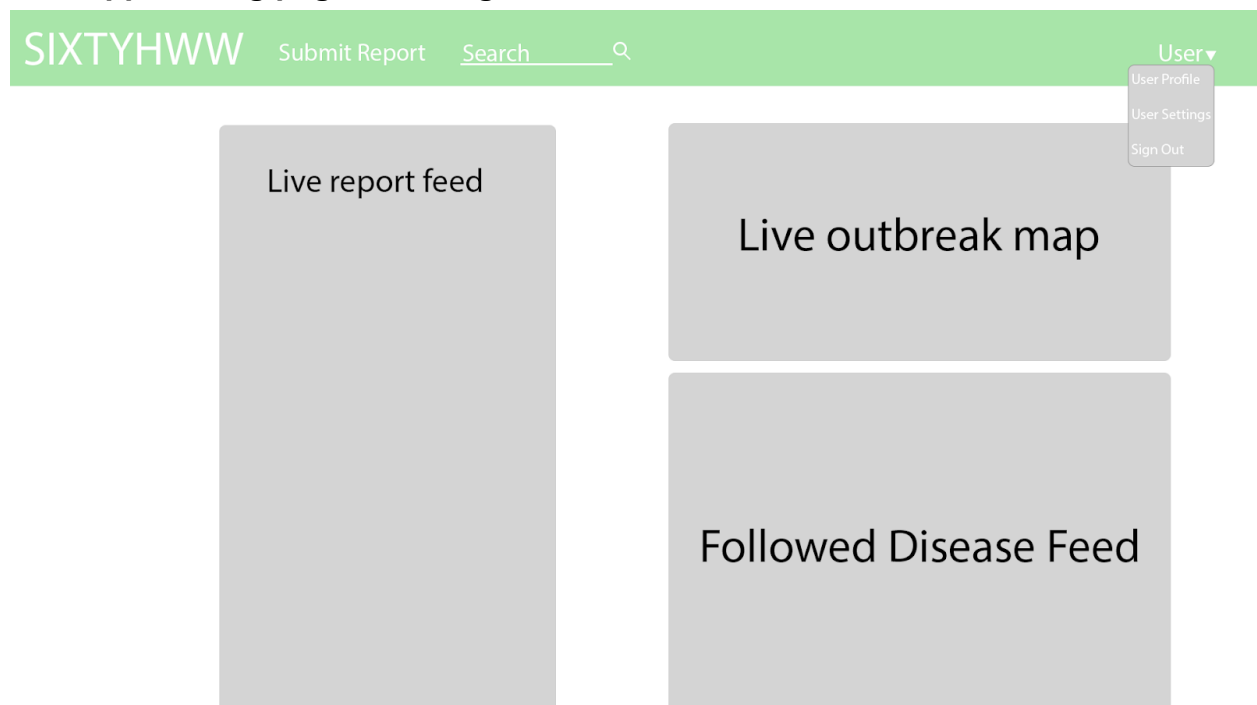 SIXTYHWW Submit Report Search User
User Profile
User Settings
Sign Out
Live report feed
Live outbreak map
Followed Disease Feed